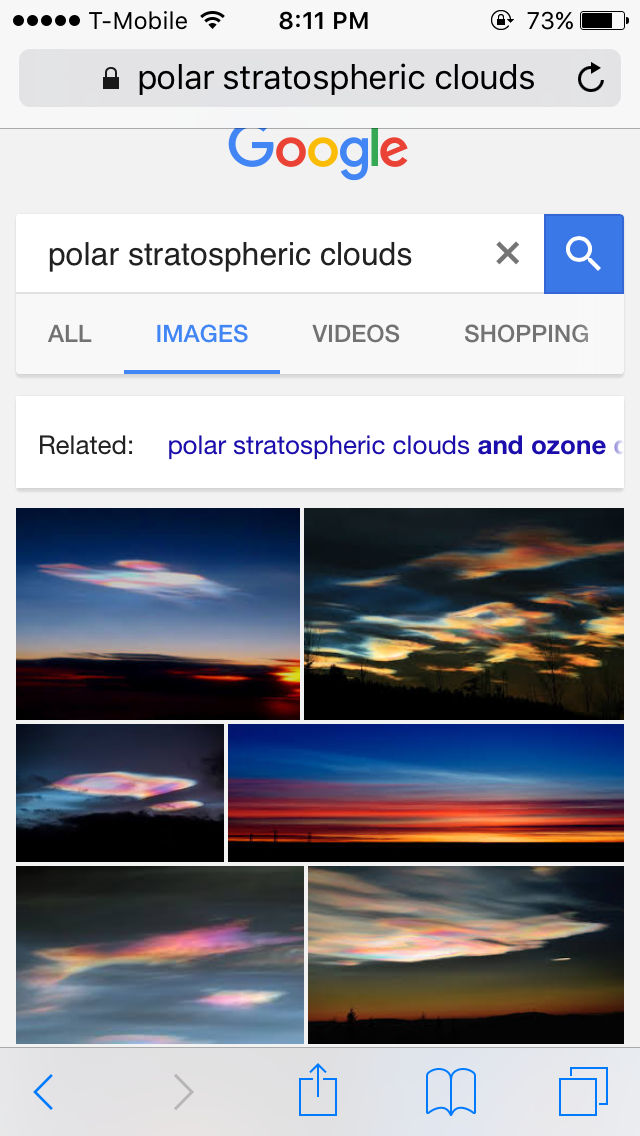 T-Mobile 8:11 PM 73%
polar stratospheric clouds
Google
polar stratospheric clouds
ALL IMAGES VIDEOS SHOPPING
Related: polar stratospheric clouds and ozone